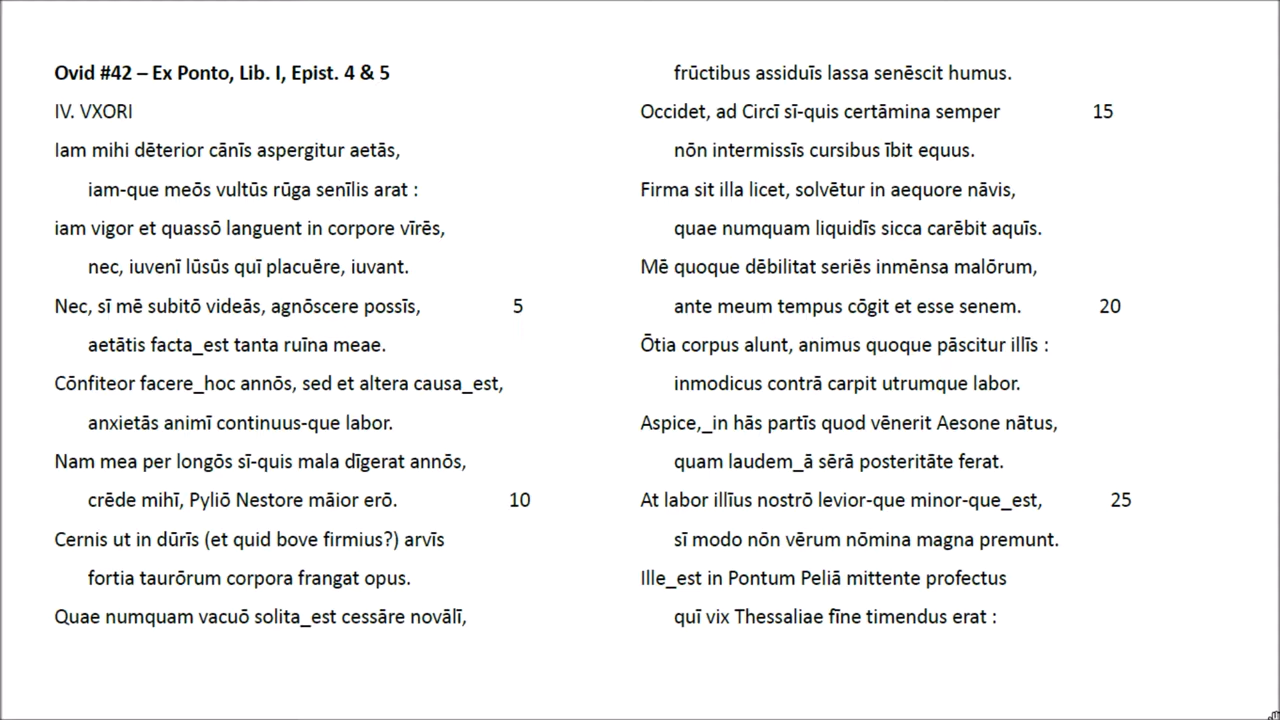 Ovid #42 – Ex Ponto, Lib. I, Epist. 4 & 5
IV. VXORI
Iam mihi dēterior cānīs aspergitur aetās,
iam-que meōs vultūs rūga senīlis arat :
iam vigor et quassō languent in corpore vīrēs,
nec, iuvenī lūsūs quī placuēre, iuvant.
Nec, sī mē subitō videās, agnōscere possīs, 5
aetātis facta_est tanta ruīna meae.
Cōnfiteor facere_hoc annōs, sed et altera causa_est,
anxietās animī continuus-que labor.
Nam mea per longōs sī-quis mala dīgerat annōs,
crēde mihī, Pyliō Nestore māior erō. 10
Cernis ut in dūrīs (et quid bove firmius?) arvīs
fortia taurōrum corpora frangat opus.
Quae numquam vacuō solita_est cessāre novālī,
frūctibus assiduīs lassa senēscit humus.
Occidet, ad Circī sī-quis certāmina semper 15
nōn intermissīs cursibus ībit equus.
Firma sit illa licet, solvētur in aequore nāvis,
quae numquam liquidīs sicca carēbit aquīs.
Mē quoque dēbilitat seriēs inmēnsa malōrum,
ante meum tempus cōgit et esse senem. 20
Ōtia corpus alunt, animus quoque pāscitur illīs :
inmodicus contrā carpit utrumque labor.
Aspice,_in hās partīs quod vēnerit Aesone nātus,
quam laudem_ā sērā posteritāte ferat.
At labor illīus nostrō levior-que minor-que_est, 25
sī modo nōn vērum nōmina magna premunt.
Ille_est in Pontum Peliā mittente profectus
quī vix Thessaliae fīne timendus erat :